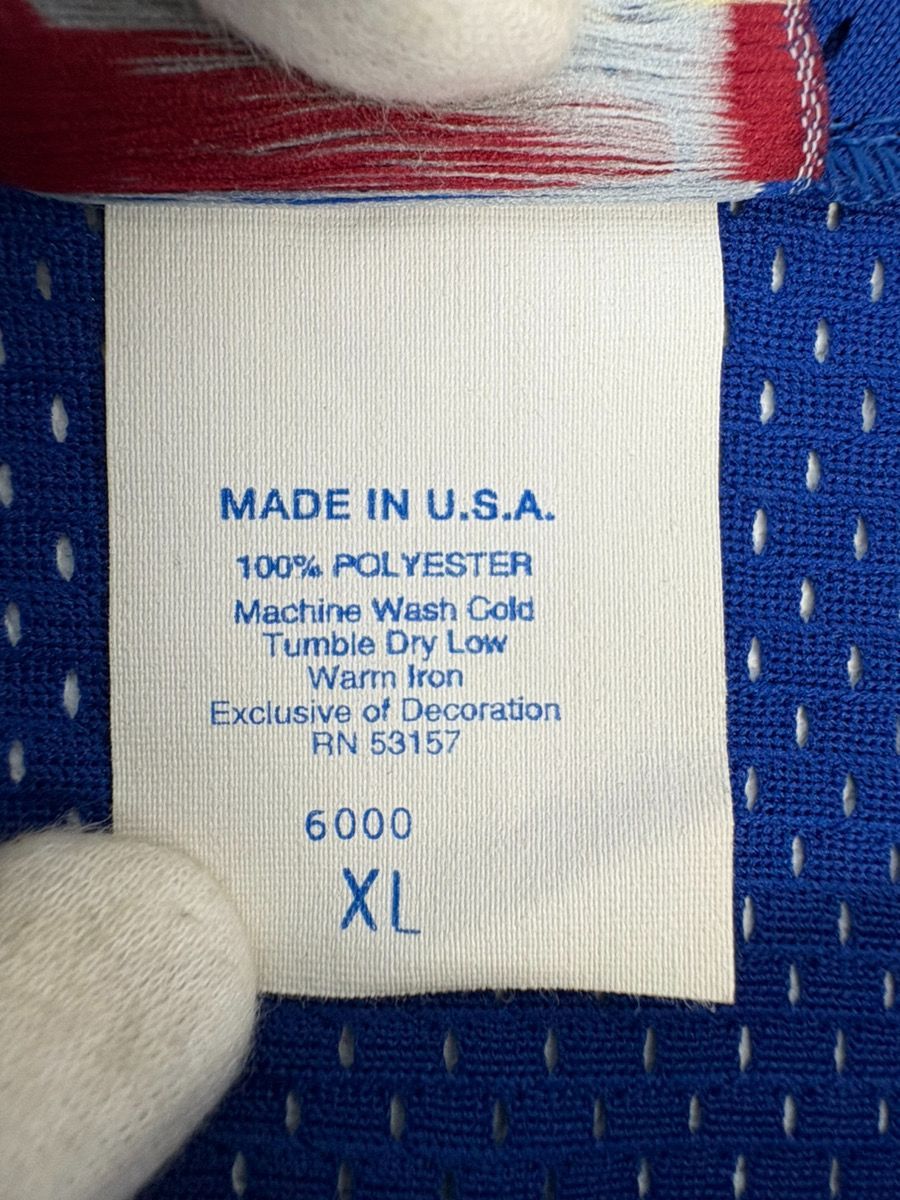 MADE IN U.S.A.
100% POLYESTER
Machine Wash Cold
Tumble Dry Low
Warm Iron
Exclusive of Decoration
RN 53157
6000
XL